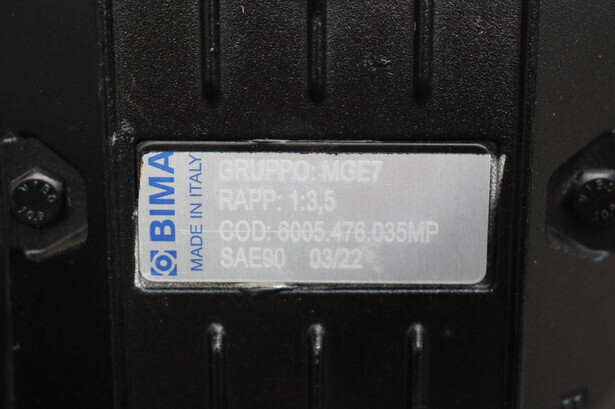 BIMA
MADE IN ITALY
GRUPPO: MGE7
RAPP: 1:3,5
COD: 6005.476.035MP
SAE90 03/22